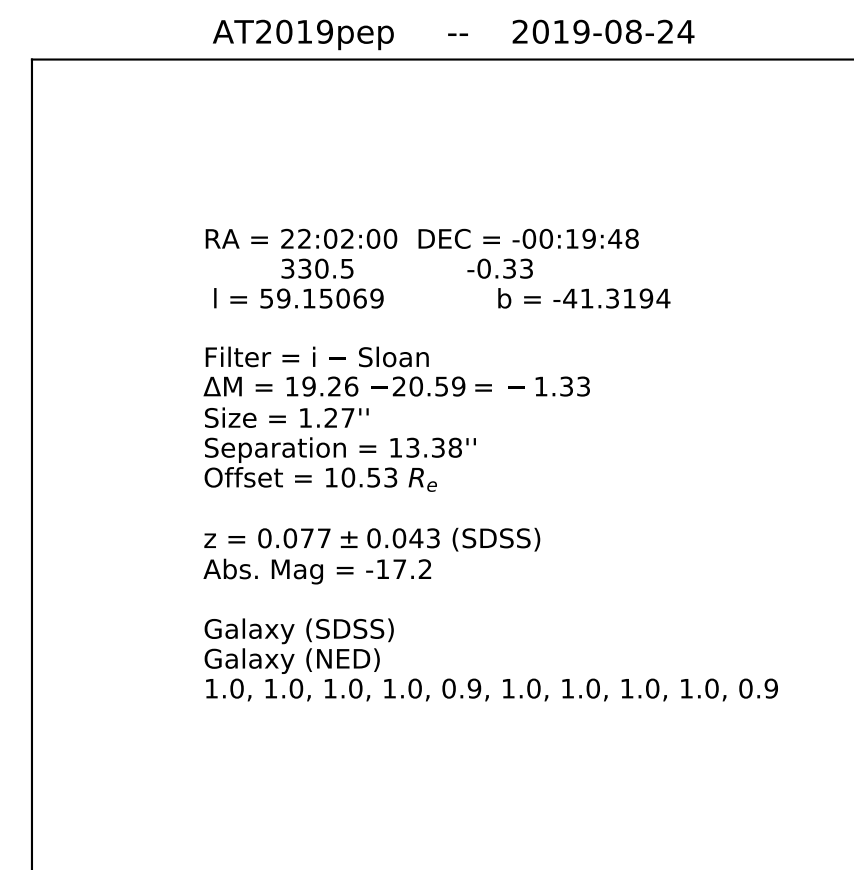 AT2019pep -- 2019-08-24
RA = 22:02:00 DEC = -00:19:48
330.5 -0.33
l = 59.15069 b = -41.3194
Filter = i − Sloan
ΔM = 19.26 −20.59 = − 1.33
Size = 1.27''
Separation = 13.38''
Offset = 10.53 Rₑ
z = 0.077 ± 0.043 (SDSS)
Abs. Mag = -17.2
Galaxy (SDSS)
Galaxy (NED)
1.0, 1.0, 1.0, 1.0, 0.9, 1.0, 1.0, 1.0, 1.0, 0.9